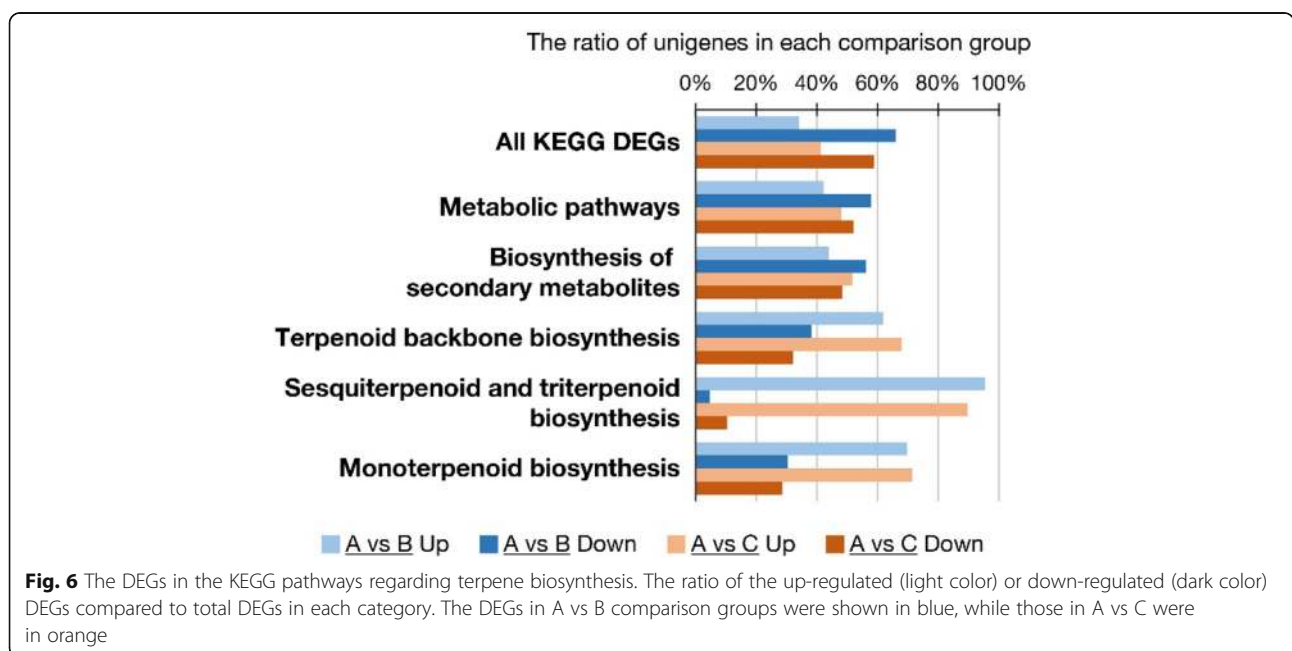 The ratio of unigenes in each comparison group
0% 20% 40% 60% 80% 100%
All KEGG DEGs
Metabolic pathways
Biosynthesis of
secondary metabolites
Terpenoid backbone biosynthesis
Sesquiterpenoid and triterpenoid
biosynthesis
Monoterpenoid biosynthesis
A vs B Up A vs B Down A vs C Up A vs C Down
Fig. 6 The DEGs in the KEGG pathways regarding terpene biosynthesis. The ratio of the up-regulated (light color) or down-regulated (dark color)
DEGs compared to total DEGs in each category. The DEGs in A vs B comparison groups were shown in blue, while those in A vs C were
in orange